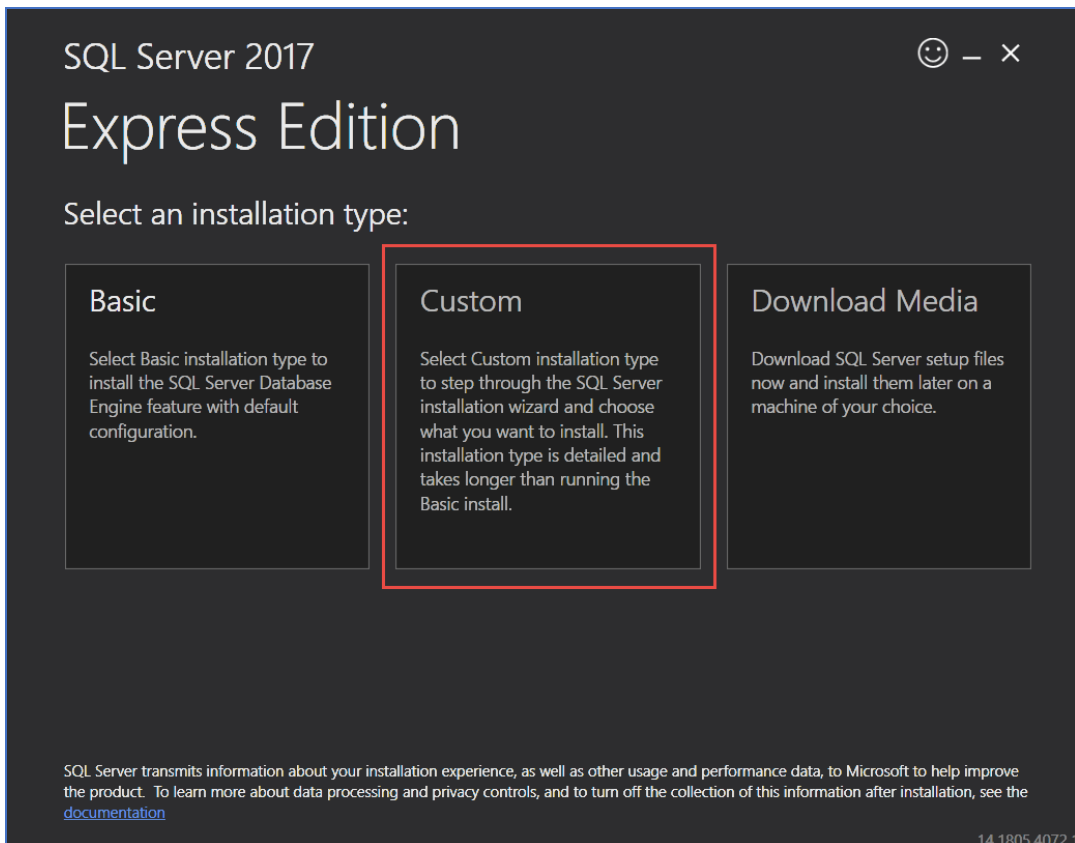 SQL Server 2017
Express Edition
Select an installation type:
Basic
Select Basic installation type to
install the SQL Server Database
Engine feature with default
configuration.
Custom
Select Custom installation type
to step through the SQL Server
installation wizard and choose
what you want to install. This
installation type is detailed and
takes longer than running the
Basic install.
Download Media
Download SQL Server setup files
now and install them later on a
machine of your choice.
SQL Server transmits information about your installation experience, as well as other usage and performance data, to Microsoft to help improve
the product.  To learn more about data processing and privacy controls, and to turn off the collection of this information after installation, see the
documentation
14.1805.4072.1